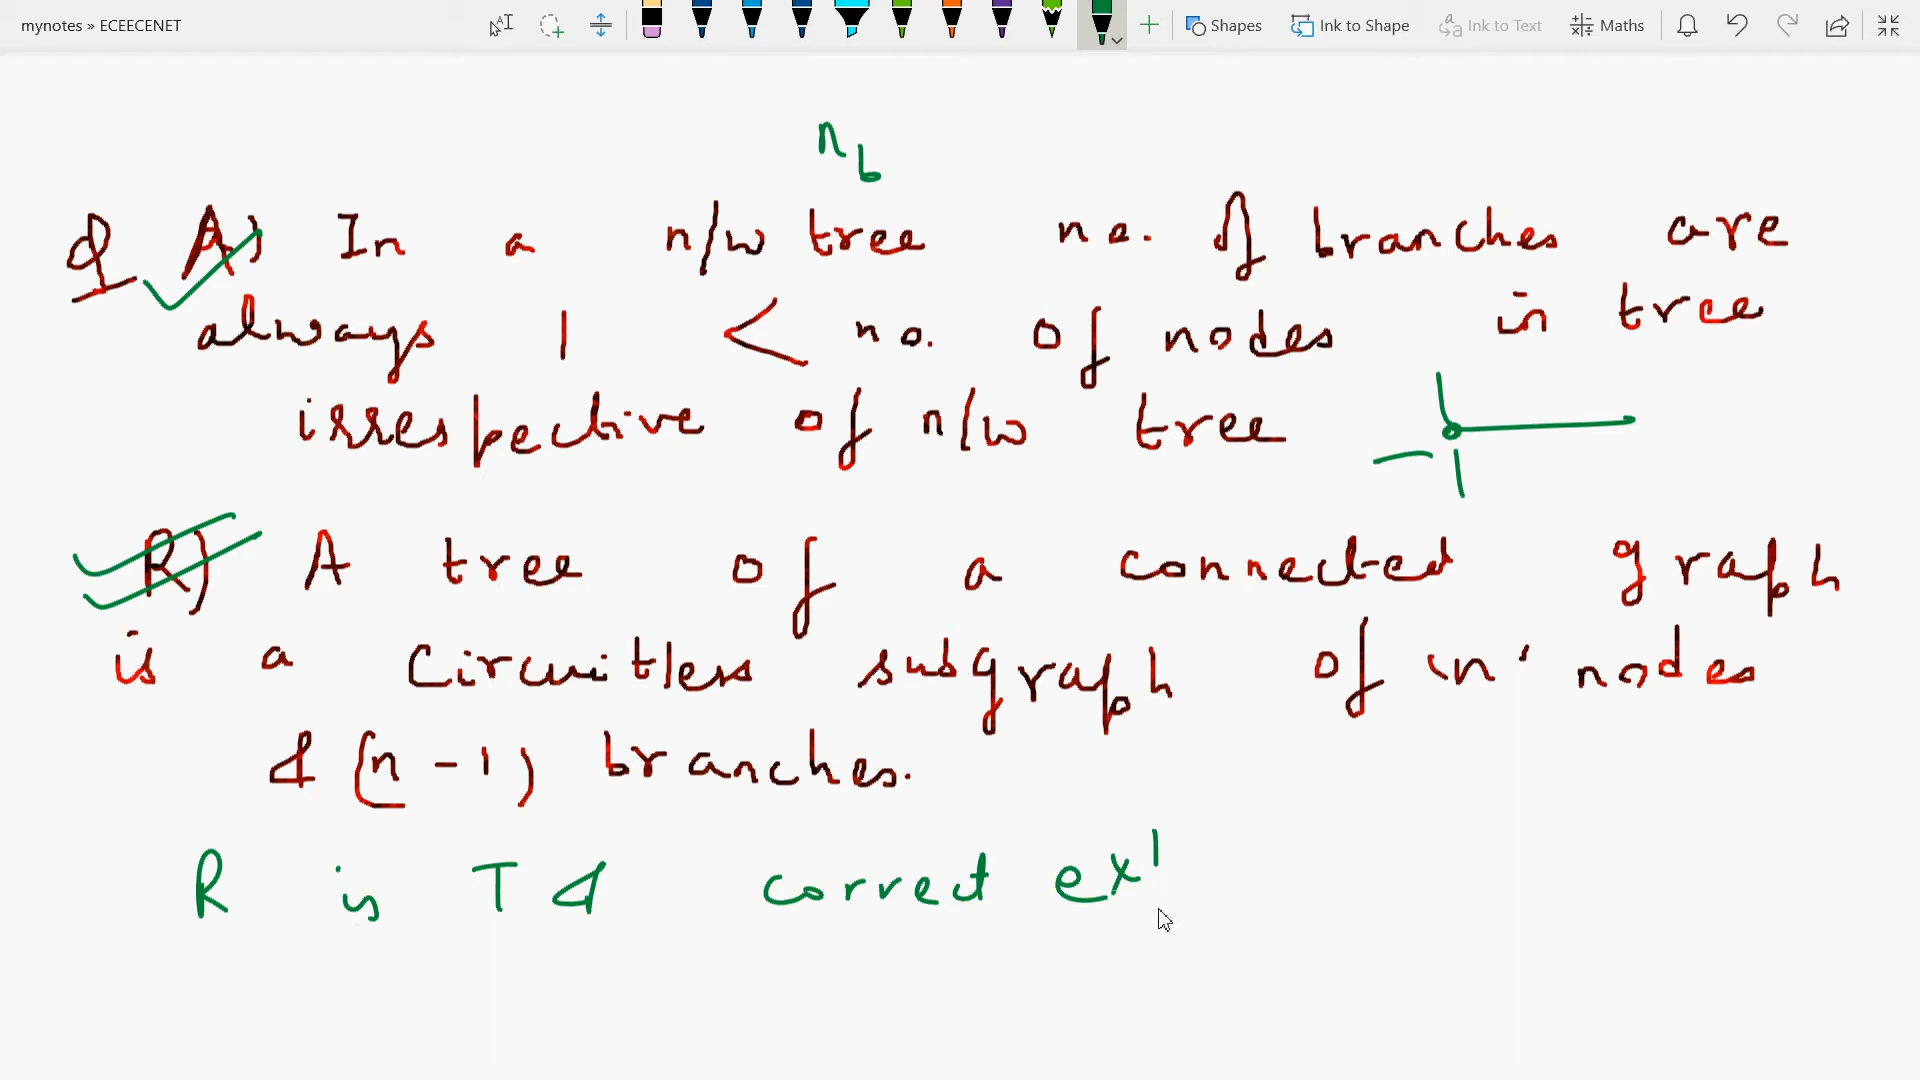 mynotes » ECEECENET
Shapes Ink to Shape Ink to Text Maths
n b
Q A) In a n/w tree no. of branches are
always 1 < no. of nodes in tree
irrespective of n/w tree
R) A tree of a connected graph
is a Circuitless subgraph of 'n' nodes
& (n-1) branches.
R is T & correct exl